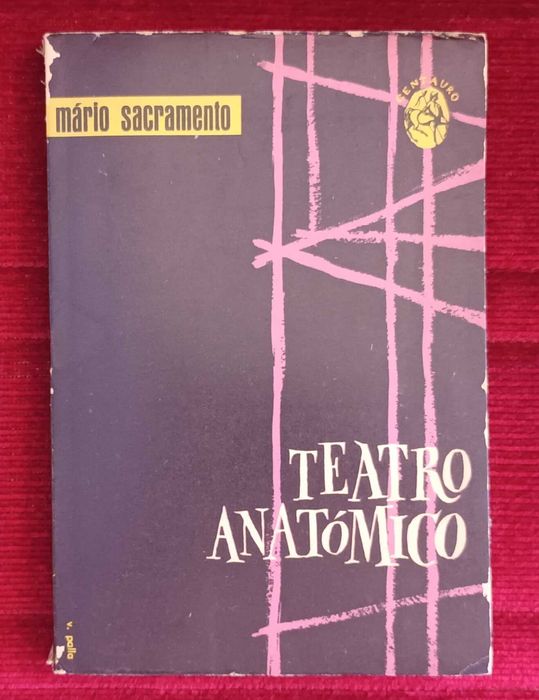 mário sacramento
CENTAURO
TEATRO
ANATÓMICO
v. palla